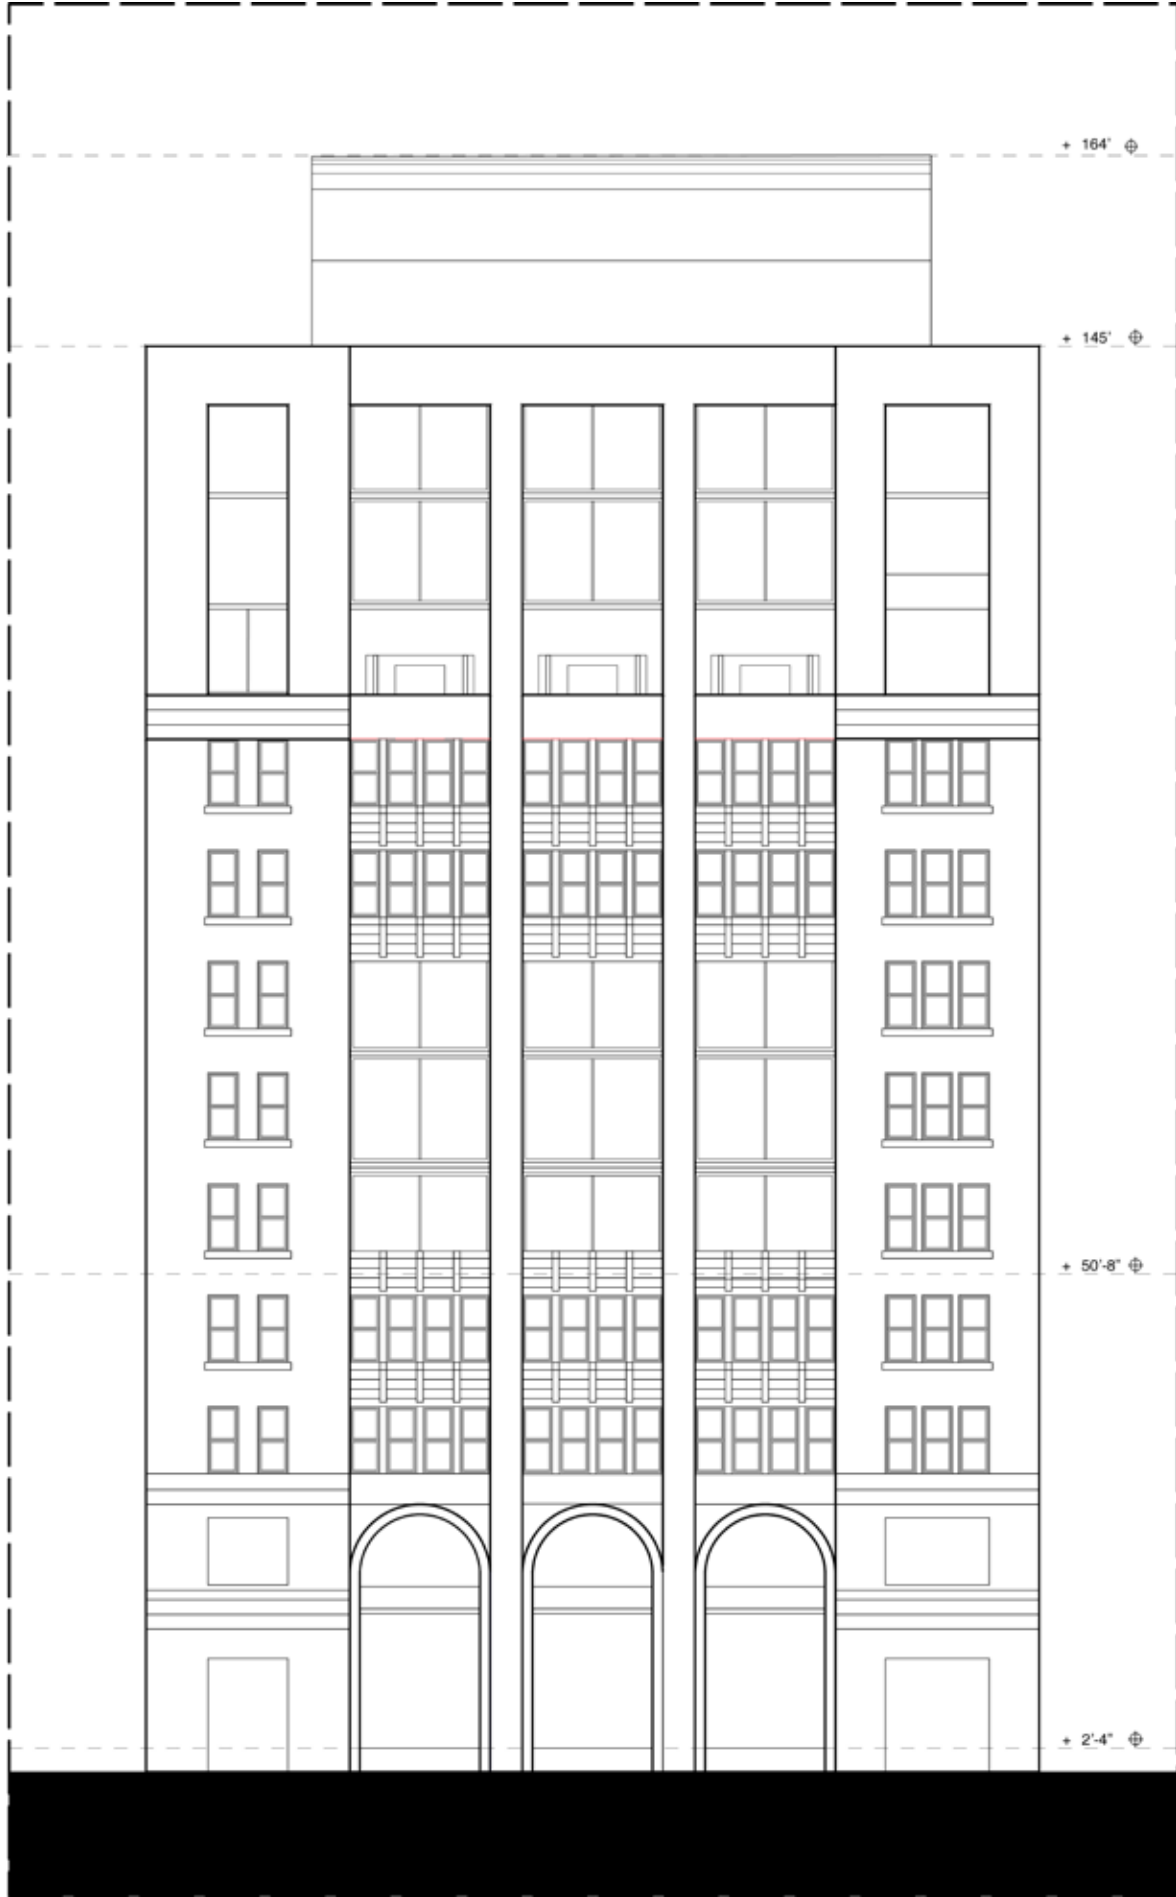 + 164'
+ 145'
+ 50'-8"
+ 2'-4"